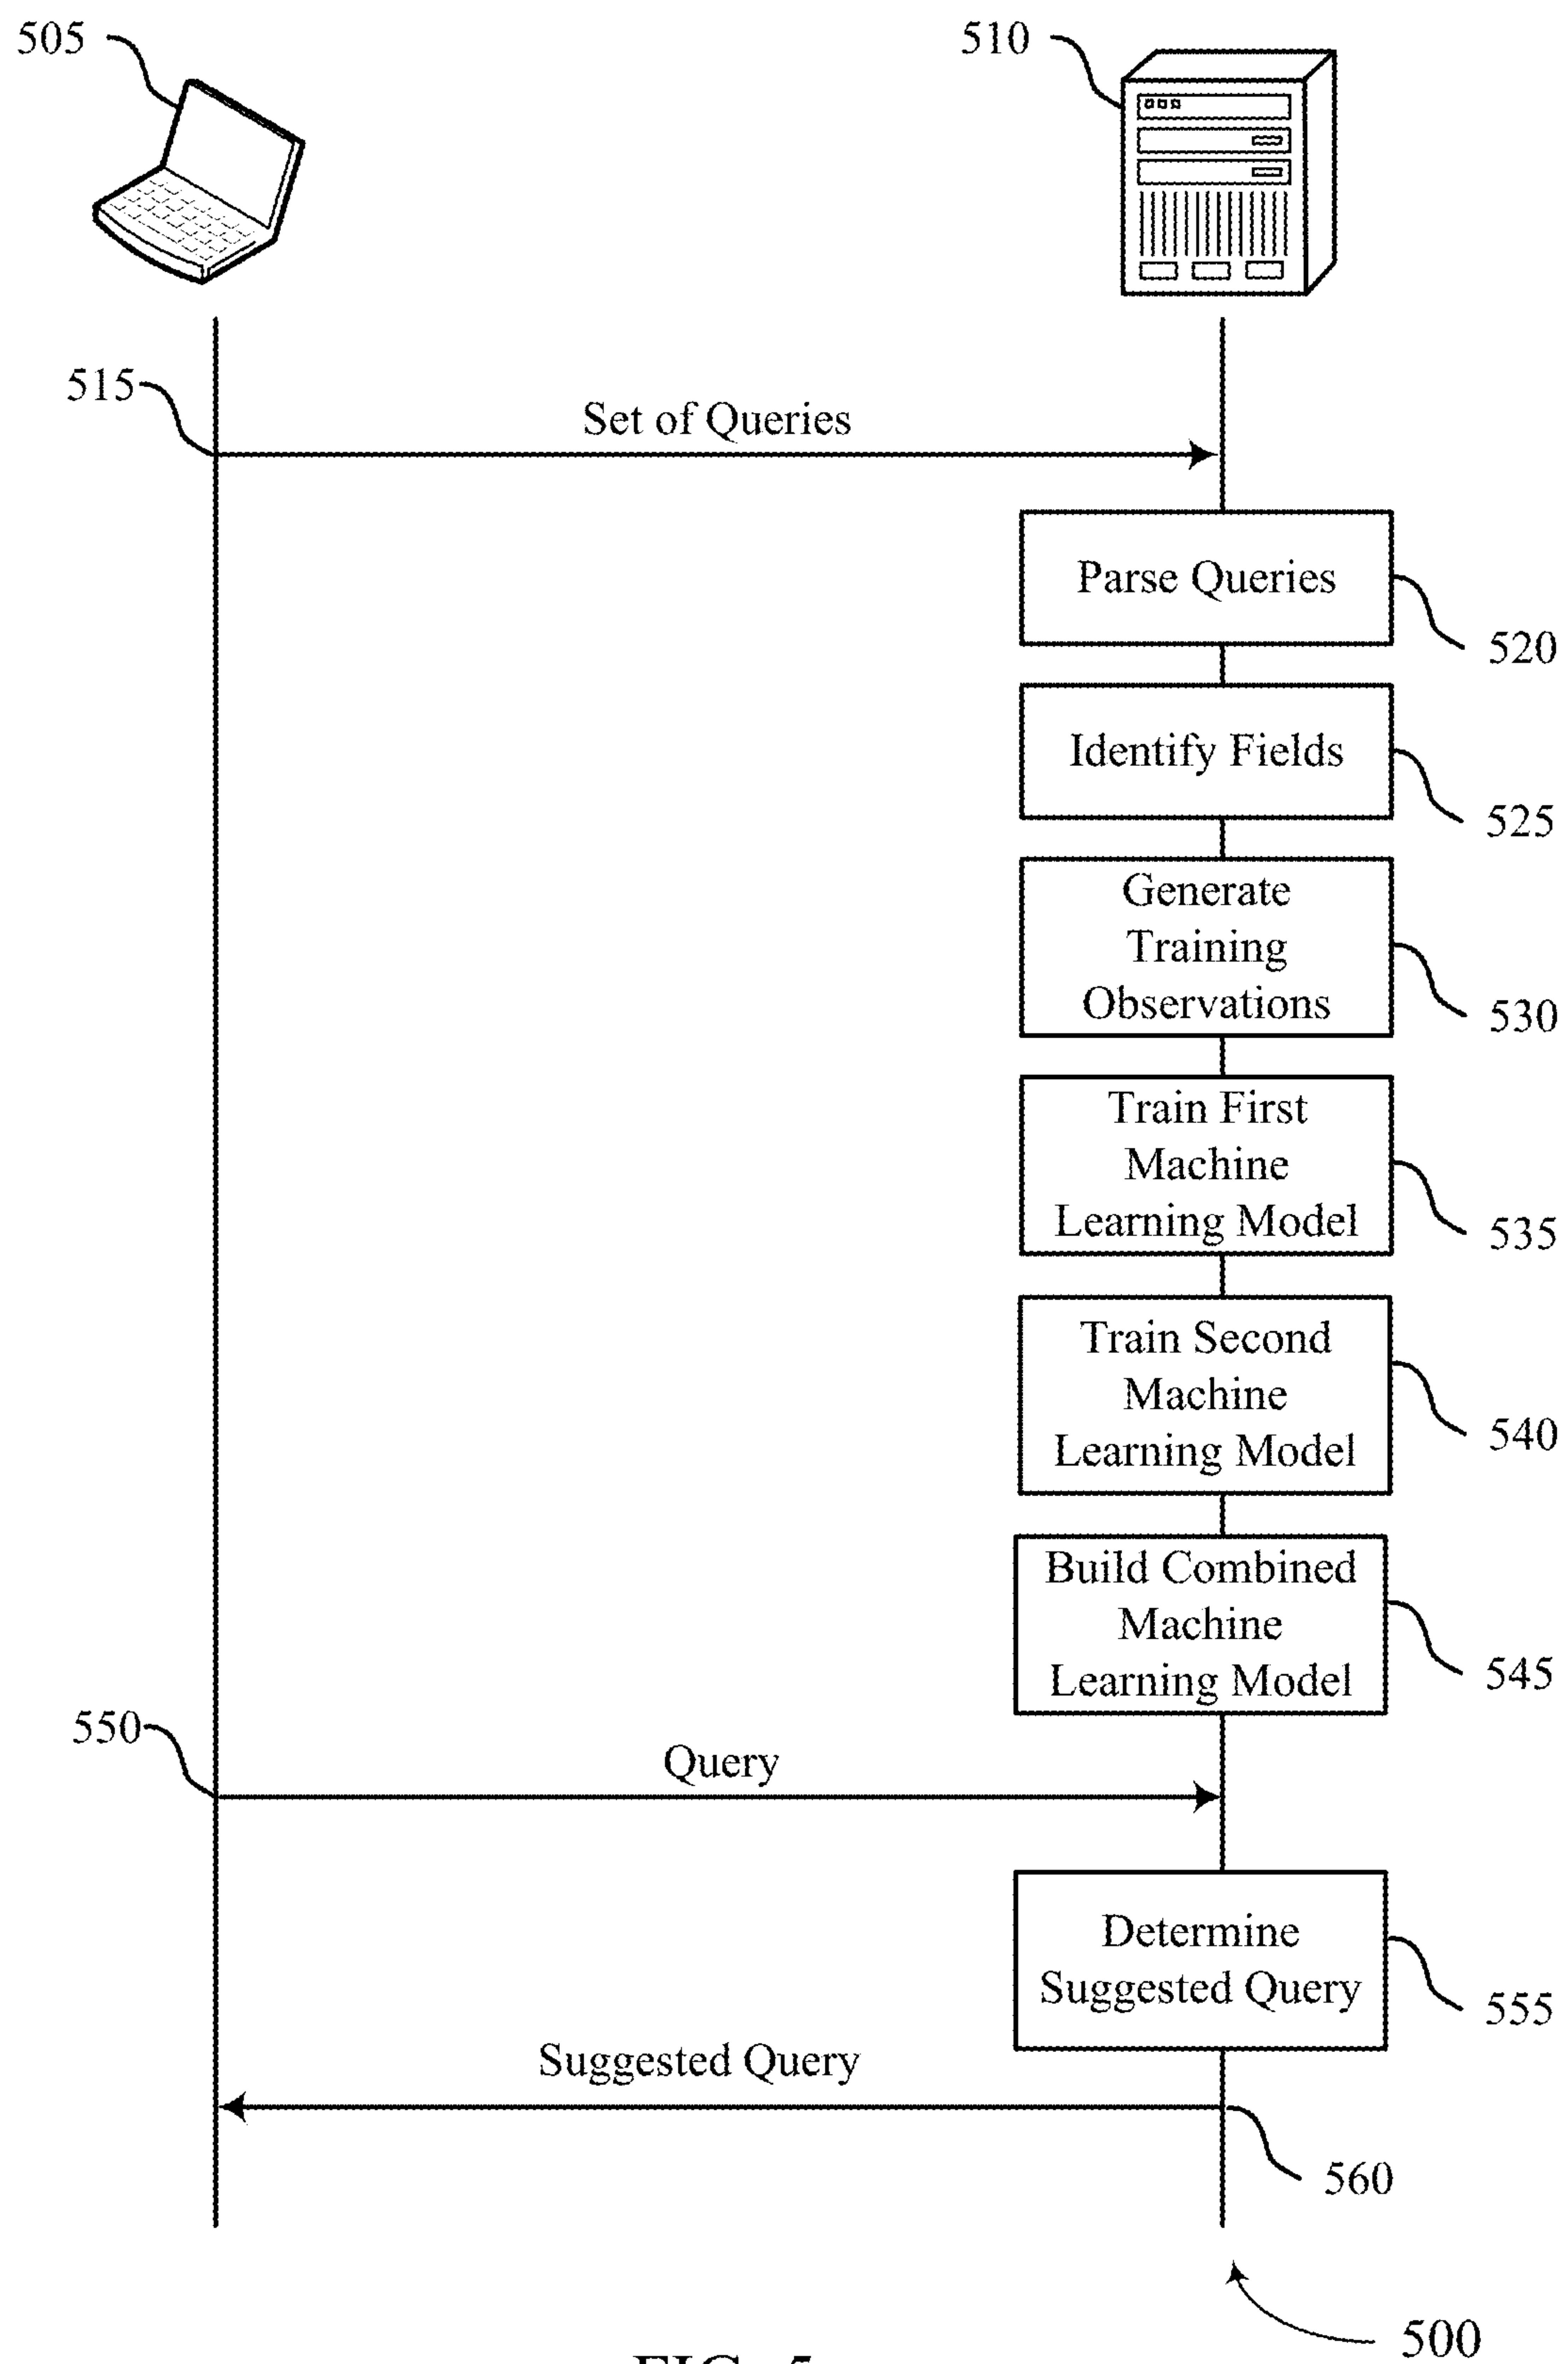 505
510
515
Set of Queries
Parse Queries
520
Identify Fields
525
Generate
Training
Observations
530
Train First
Machine
Learning Model
535
Train Second
Machine
Learning Model
540
Build Combined
Machine
Learning Model
545
550
Query
Determine
Suggested Query
555
Suggested Query
560
500
FIG. 5